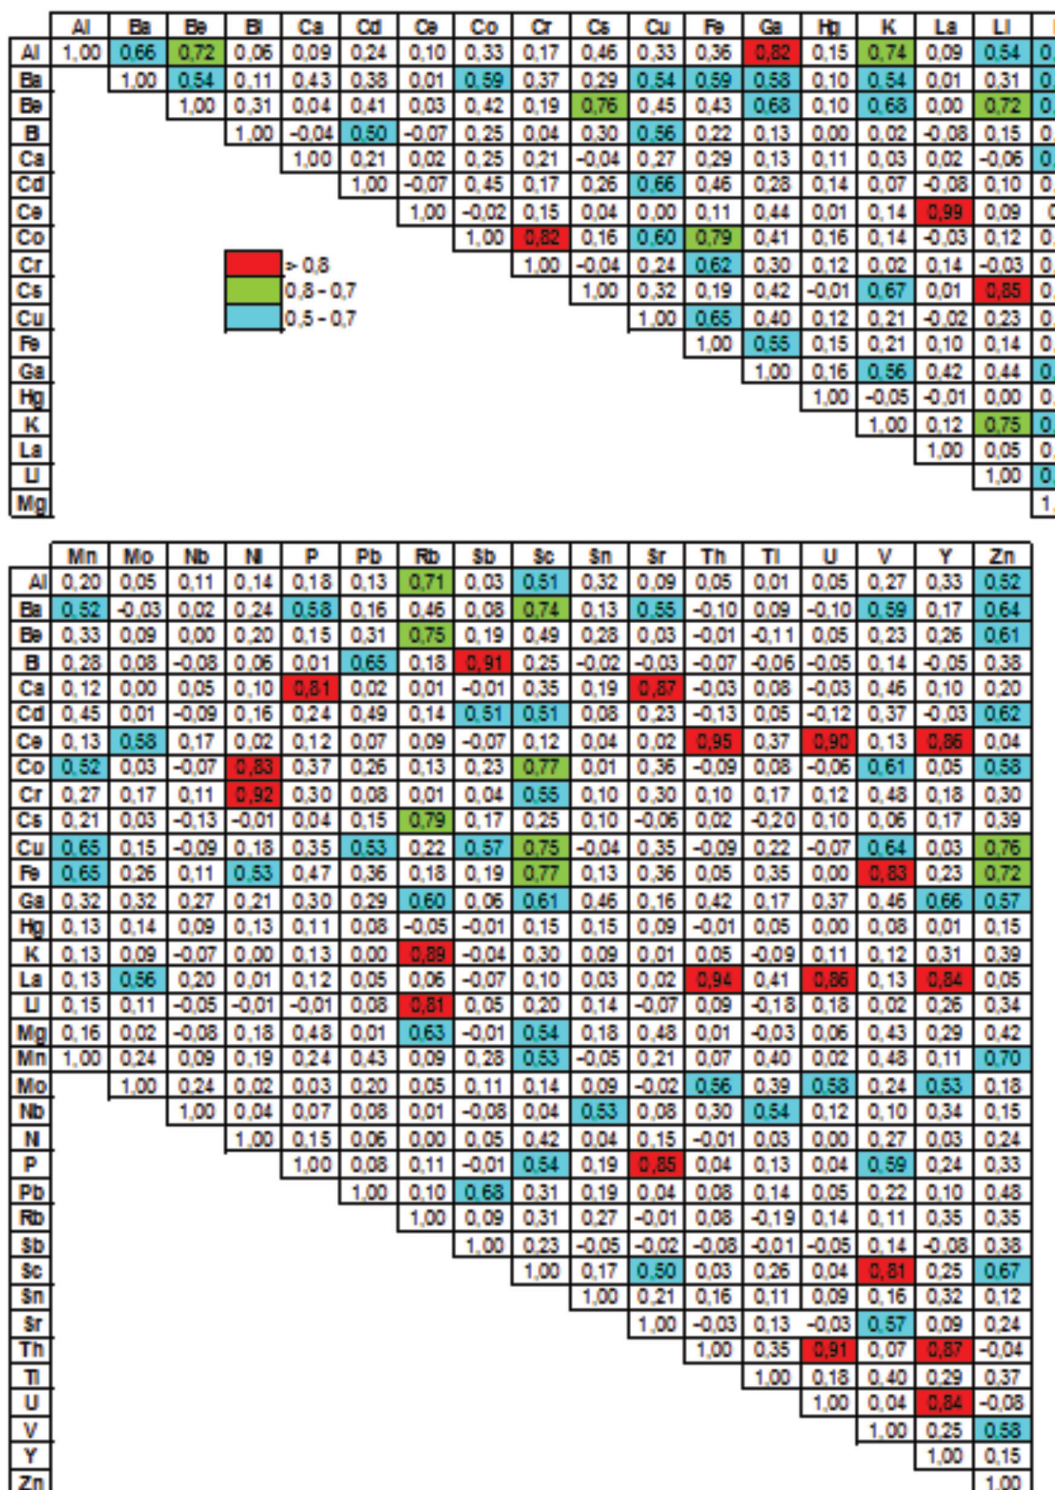 Al Ba Be Bi Ca Cd Ce Co Cr Cs Cu Fe Ga Hg K La Li
Al 1,00 0,66 0,72 0,06 0,09 0,24 0,10 0,33 0,17 0,46 0,33 0,36 0,82 0,15 0,74 0,09 0,54
Ba 1,00 0,54 0,11 0,43 0,38 0,01 0,59 0,37 0,29 0,54 0,59 0,58 0,10 0,54 0,01 0,31
Be 1,00 0,31 0,04 0,41 0,03 0,42 0,19 0,76 0,45 0,43 0,68 0,10 0,68 0,00 0,72
Bi 1,00 -0,04 0,50 -0,07 0,25 0,04 0,30 0,56 0,22 0,13 0,00 0,02 -0,08 0,15
Ca 1,00 0,21 0,02 0,25 0,21 -0,04 0,27 0,29 0,13 0,11 0,03 0,02 -0,06
Cd 1,00 -0,07 0,45 0,17 0,26 0,66 0,46 0,28 0,14 0,07 -0,08 0,10
Ce 1,00 -0,02 0,15 0,04 0,00 0,11 0,44 0,01 0,14 0,99 0,09
Co 1,00 0,82 0,16 0,60 0,79 0,41 0,16 0,14 -0,03 0,12
Cr > 0,8 1,00 -0,04 0,24 0,62 0,30 0,12 0,02 0,14 -0,03
Cs 0,8 - 0,7 1,00 0,32 0,19 0,42 -0,01 0,67 0,01 0,85
Cu 0,5 - 0,7 1,00 0,65 0,40 0,12 0,21 -0,02 0,23
Fe 1,00 0,55 0,15 0,21 0,10 0,14
Ga 1,00 0,16 0,56 0,42 0,44
Hg 1,00 -0,05 -0,01 0,00
K 1,00 0,12 0,75
La 1,00 0,05
Li 1,00
Mg
Mn Mo Nb Ni P Pb Rb Sb Sc Sn Sr Th Ti U V Y Zn
Al 0,20 0,05 0,11 0,14 0,18 0,13 0,71 0,03 0,51 0,32 0,09 0,05 0,01 0,05 0,27 0,33 0,52
Ba 0,52 -0,03 0,02 0,24 0,58 0,16 0,46 0,08 0,74 0,13 0,55 -0,10 0,09 -0,10 0,59 0,17 0,64
Be 0,33 0,09 0,00 0,20 0,15 0,31 0,75 0,19 0,49 0,28 0,03 -0,01 -0,11 0,05 0,23 0,26 0,61
Bi 0,28 0,08 -0,08 0,06 0,01 0,65 0,18 0,91 0,25 -0,02 -0,03 -0,07 -0,06 -0,05 0,14 -0,05 0,38
Ca 0,12 0,00 0,05 0,10 0,81 0,02 0,01 -0,01 0,35 0,19 0,87 -0,03 0,08 -0,03 0,46 0,10 0,20
Cd 0,45 0,01 -0,09 0,16 0,24 0,49 0,14 0,51 0,51 0,08 0,23 -0,13 0,05 -0,12 0,37 -0,03 0,62
Ce 0,13 0,58 0,17 0,02 0,12 0,07 0,09 -0,07 0,12 0,04 0,02 0,95 0,37 0,90 0,13 0,86 0,04
Co 0,52 0,03 -0,07 0,83 0,37 0,26 0,13 0,23 0,77 0,01 0,36 -0,09 0,08 -0,06 0,61 0,05 0,58
Cr 0,27 0,17 0,11 0,92 0,30 0,08 0,01 0,04 0,55 0,10 0,30 0,10 0,17 0,12 0,48 0,18 0,30
Cs 0,21 0,03 -0,13 -0,01 0,04 0,15 0,79 0,17 0,25 0,10 -0,06 0,02 -0,20 0,10 0,06 0,17 0,39
Cu 0,65 0,15 -0,09 0,18 0,35 0,53 0,22 0,57 0,75 -0,04 0,35 -0,09 0,22 -0,07 0,64 0,03 0,76
Fe 0,65 0,26 0,11 0,53 0,47 0,36 0,18 0,19 0,77 0,13 0,36 0,05 0,35 0,00 0,83 0,23 0,72
Ga 0,32 0,32 0,27 0,21 0,30 0,29 0,60 0,06 0,61 0,46 0,16 0,42 0,17 0,37 0,46 0,66 0,57
Hg 0,13 0,14 0,09 0,13 0,11 0,08 -0,05 -0,01 0,15 0,15 0,09 -0,01 0,05 0,00 0,08 0,01 0,15
K 0,13 0,09 -0,07 0,00 0,13 0,00 0,89 -0,04 0,30 0,09 0,01 0,05 -0,09 0,11 0,12 0,31 0,39
La 0,13 0,56 0,20 0,01 0,12 0,05 0,06 -0,07 0,10 0,03 0,02 0,94 0,41 0,86 0,13 0,84 0,05
Li 0,15 0,11 -0,05 -0,01 -0,01 0,08 0,81 0,05 0,20 0,14 -0,07 0,09 -0,18 0,18 0,02 0,26 0,34
Mg 0,16 0,02 -0,08 0,18 0,48 0,01 0,63 -0,01 0,54 0,18 0,48 0,01 -0,03 0,06 0,43 0,29 0,42
Mn 1,00 0,24 0,09 0,19 0,24 0,43 0,09 0,28 0,53 -0,05 0,21 0,07 0,40 0,02 0,48 0,11 0,70
Mo 1,00 0,24 0,02 0,03 0,20 0,05 0,11 0,14 0,09 -0,02 0,56 0,39 0,58 0,24 0,53 0,18
Nb 1,00 0,04 0,07 0,08 0,01 -0,08 0,04 0,53 0,08 0,30 0,54 0,12 0,10 0,34 0,15
Ni 1,00 0,15 0,06 0,00 0,05 0,42 0,04 0,15 -0,01 0,03 0,00 0,27 0,03 0,24
P 1,00 0,08 0,11 -0,01 0,54 0,19 0,85 0,04 0,13 0,04 0,59 0,24 0,33
Pb 1,00 0,10 0,68 0,31 0,19 0,04 0,08 0,14 0,05 0,22 0,10 0,48
Rb 1,00 0,09 0,31 0,27 -0,01 0,08 -0,19 0,14 0,11 0,35 0,35
Sb 1,00 0,23 -0,05 -0,02 -0,08 -0,01 -0,05 0,14 -0,08 0,38
Sc 1,00 0,17 0,50 0,03 0,26 0,04 0,81 0,25 0,67
Sn 1,00 0,21 0,16 0,11 0,09 0,16 0,32 0,12
Sr 1,00 -0,03 0,13 -0,03 0,57 0,09 0,24
Th 1,00 0,35 0,91 0,07 0,87 -0,04
Ti 1,00 0,18 0,40 0,29 0,37
U 1,00 0,04 0,84 -0,08
V 1,00 0,25 0,58
Y 1,00 0,15
Zn 1,00